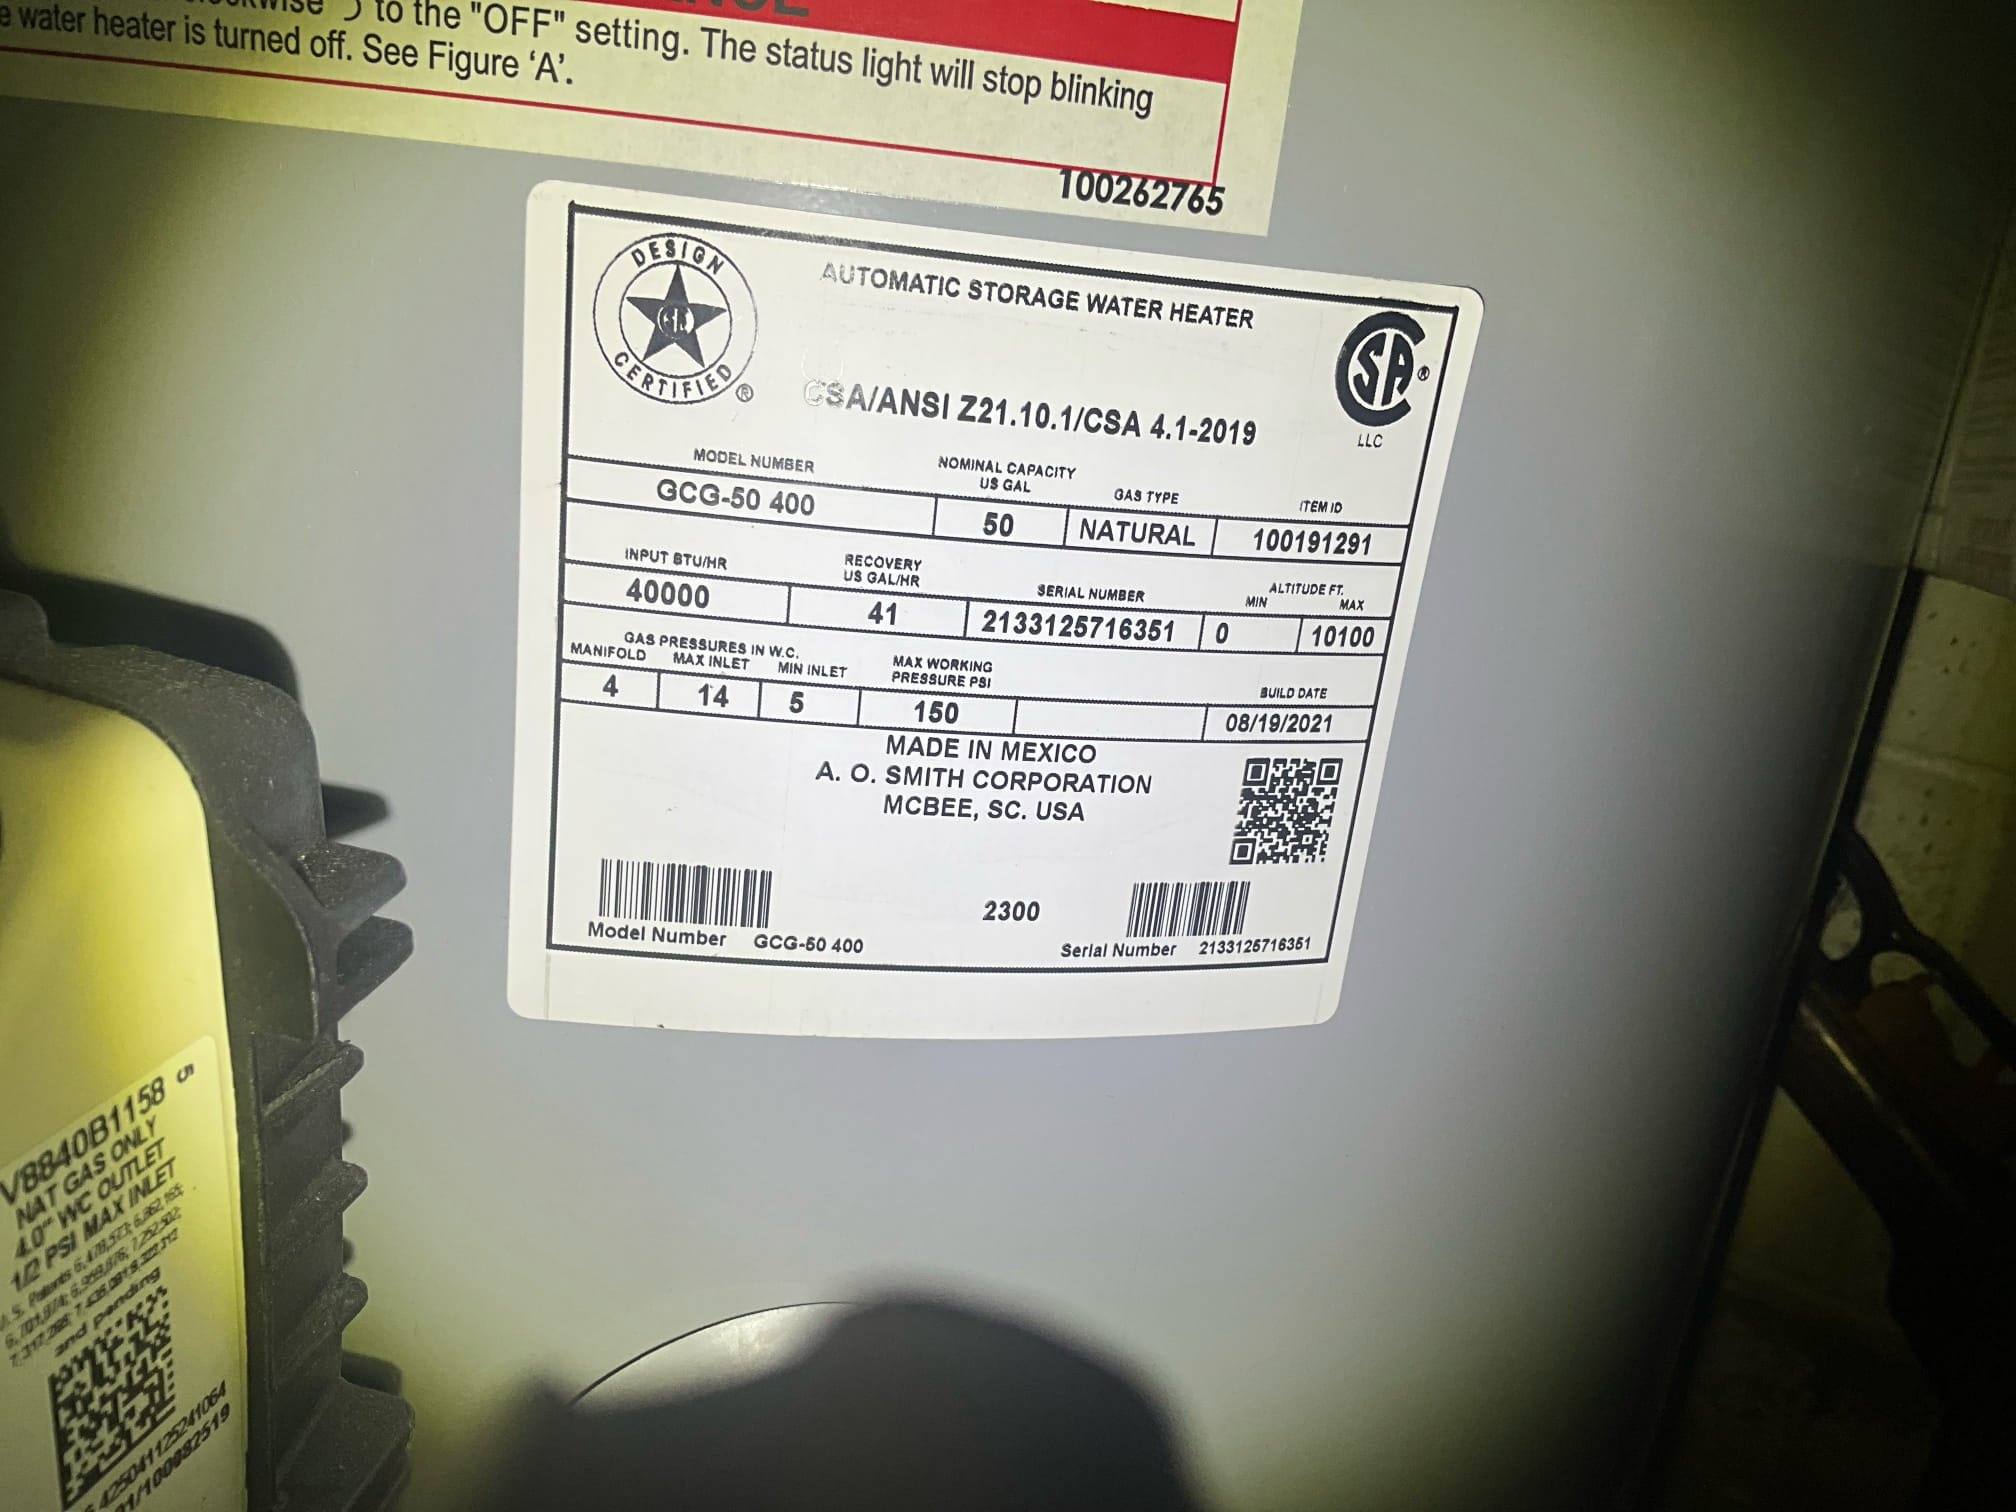 to the "OFF" setting. The status light will stop blinking
water heater is turned off. See Figure 'A'.
100262765
DESIGN
CERTIFIED ®
AUTOMATIC STORAGE WATER HEATER
CSA/ANSI Z21.10.1/CSA 4.1-2019
CSA ®
LLC
MODEL NUMBER NOMINAL CAPACITY US GAL GAS TYPE ITEM ID
GCG-50 400 50 NATURAL 100191291
INPUT BTU/HR RECOVERY US GAL/HR SERIAL NUMBER ALTITUDE FT. MIN MAX
40000 41 2133125716351 0 10100
GAS PRESSURES IN W.C.
MANIFOLD MAX INLET MIN INLET MAX WORKING PRESSURE PSI BUILD DATE
4 14 5 150 08/19/2021
MADE IN MEXICO
A. O. SMITH CORPORATION
MCBEE, SC. USA
2300
Model Number GCG-50 400
Serial Number 2133125716351
V8840B1158 5
NAT GAS ONLY
4.0" WC OUTLET
1/2 PSI MAX INLET
and pending